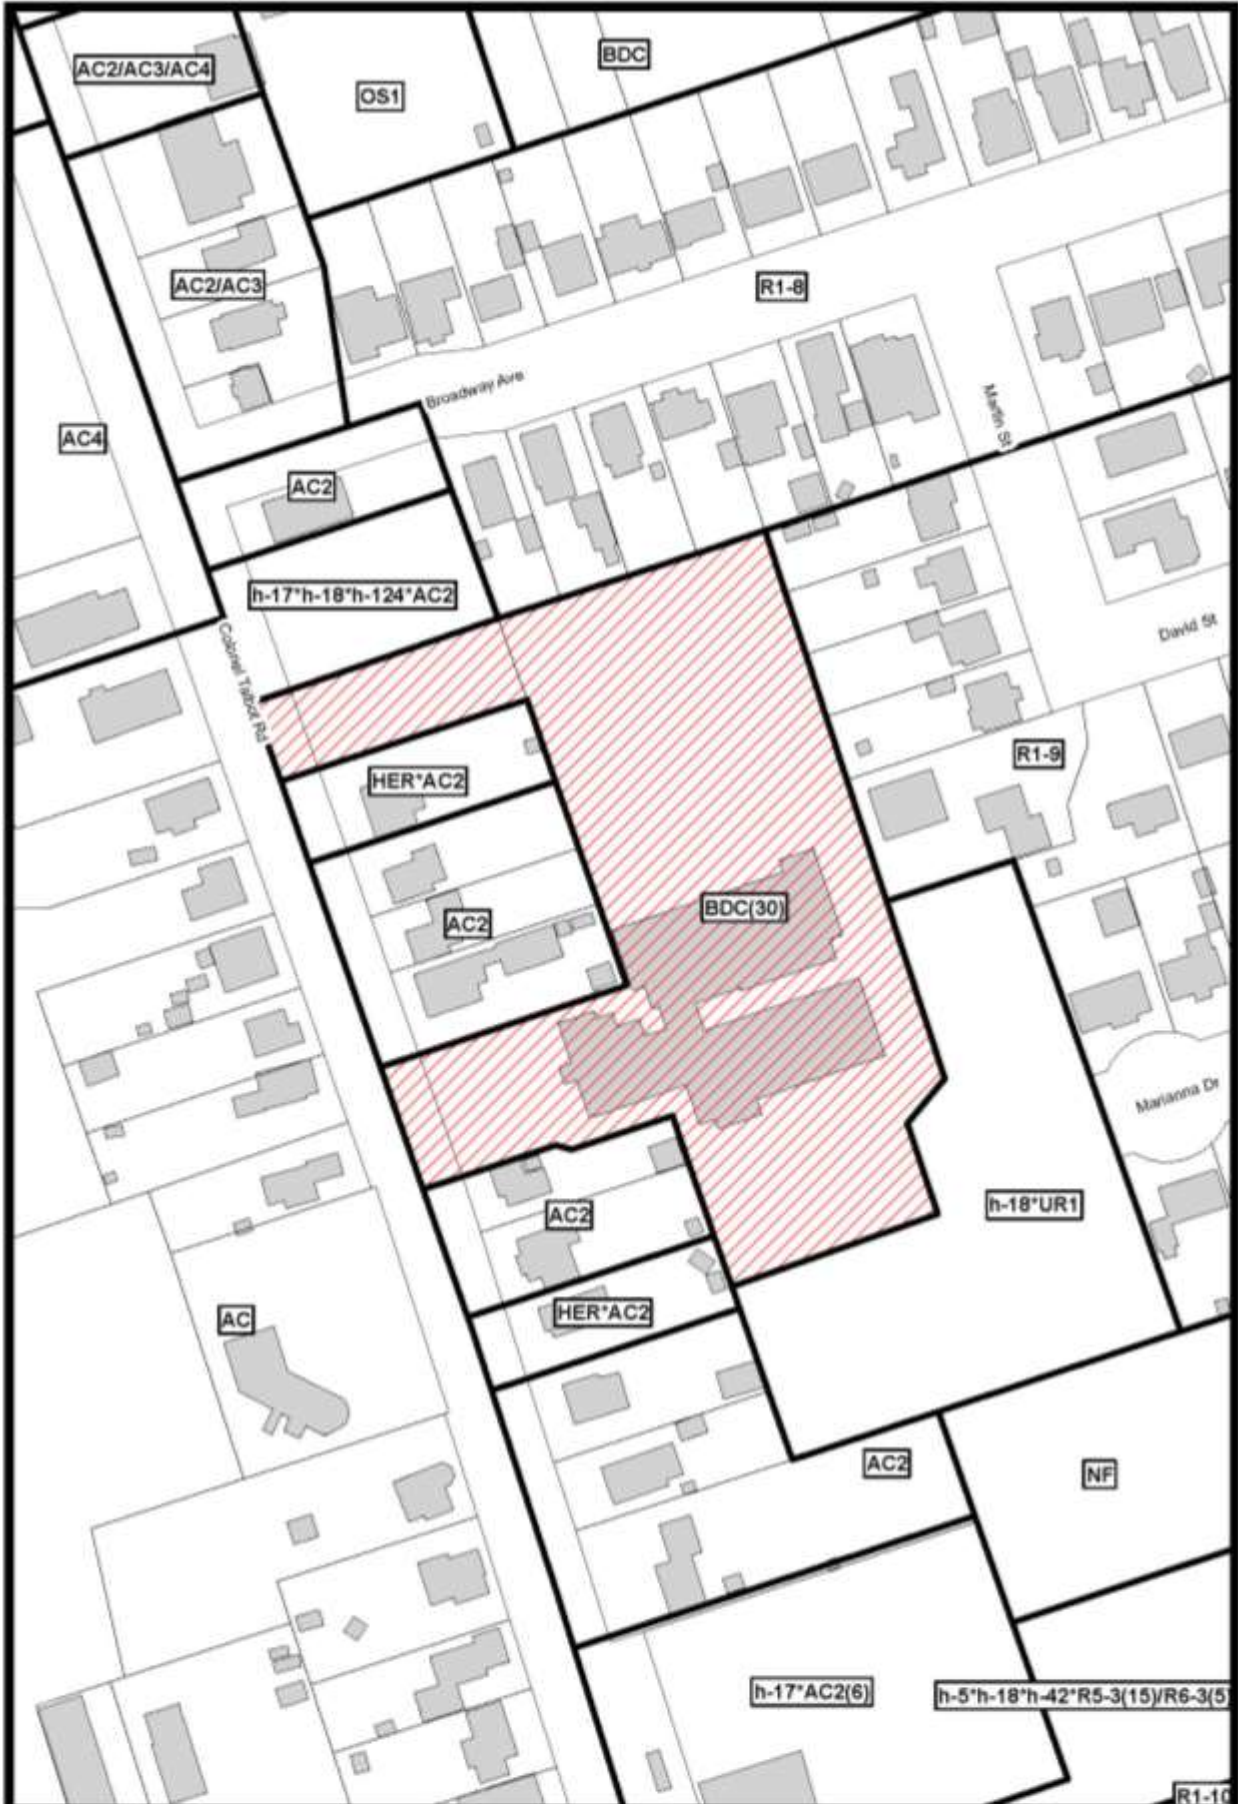 AC2/AC3/AC4
OS1
BDC
AC2/AC3
R1-8
Broadway Ave
Martin St
AC4
AC2
h-17*h-18*h-124*AC2
Colonel Talbot Rd
David St
HER*AC2
R1-9
AC2
BDC(30)
Marianna Dr
AC2
h-18*UR1
HER*AC2
AC
AC2
NF
h-17*AC2(6)
h-5*h-18*h-42*R5-3(15)/R6-3(5)
R1-10